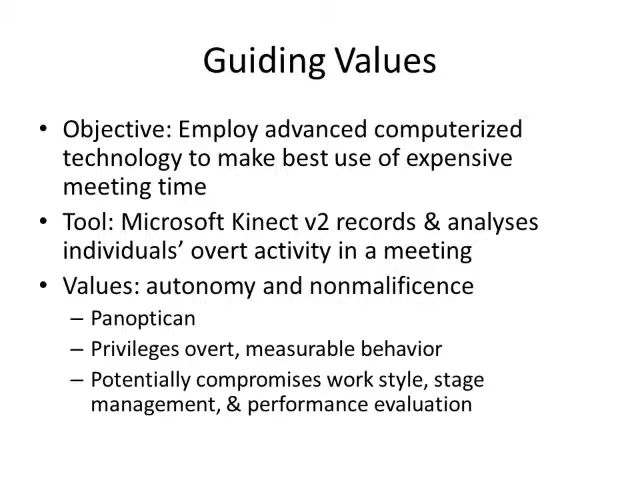 Guiding Values
• Objective: Employ advanced computerized
technology to make best use of expensive
meeting time
• Tool: Microsoft Kinect v2 records & analyses
individuals’ overt activity in a meeting
• Values: autonomy and nonmalificence
– Panoptican
– Privileges overt, measurable behavior
– Potentially compromises work style, stage
management, & performance evaluation